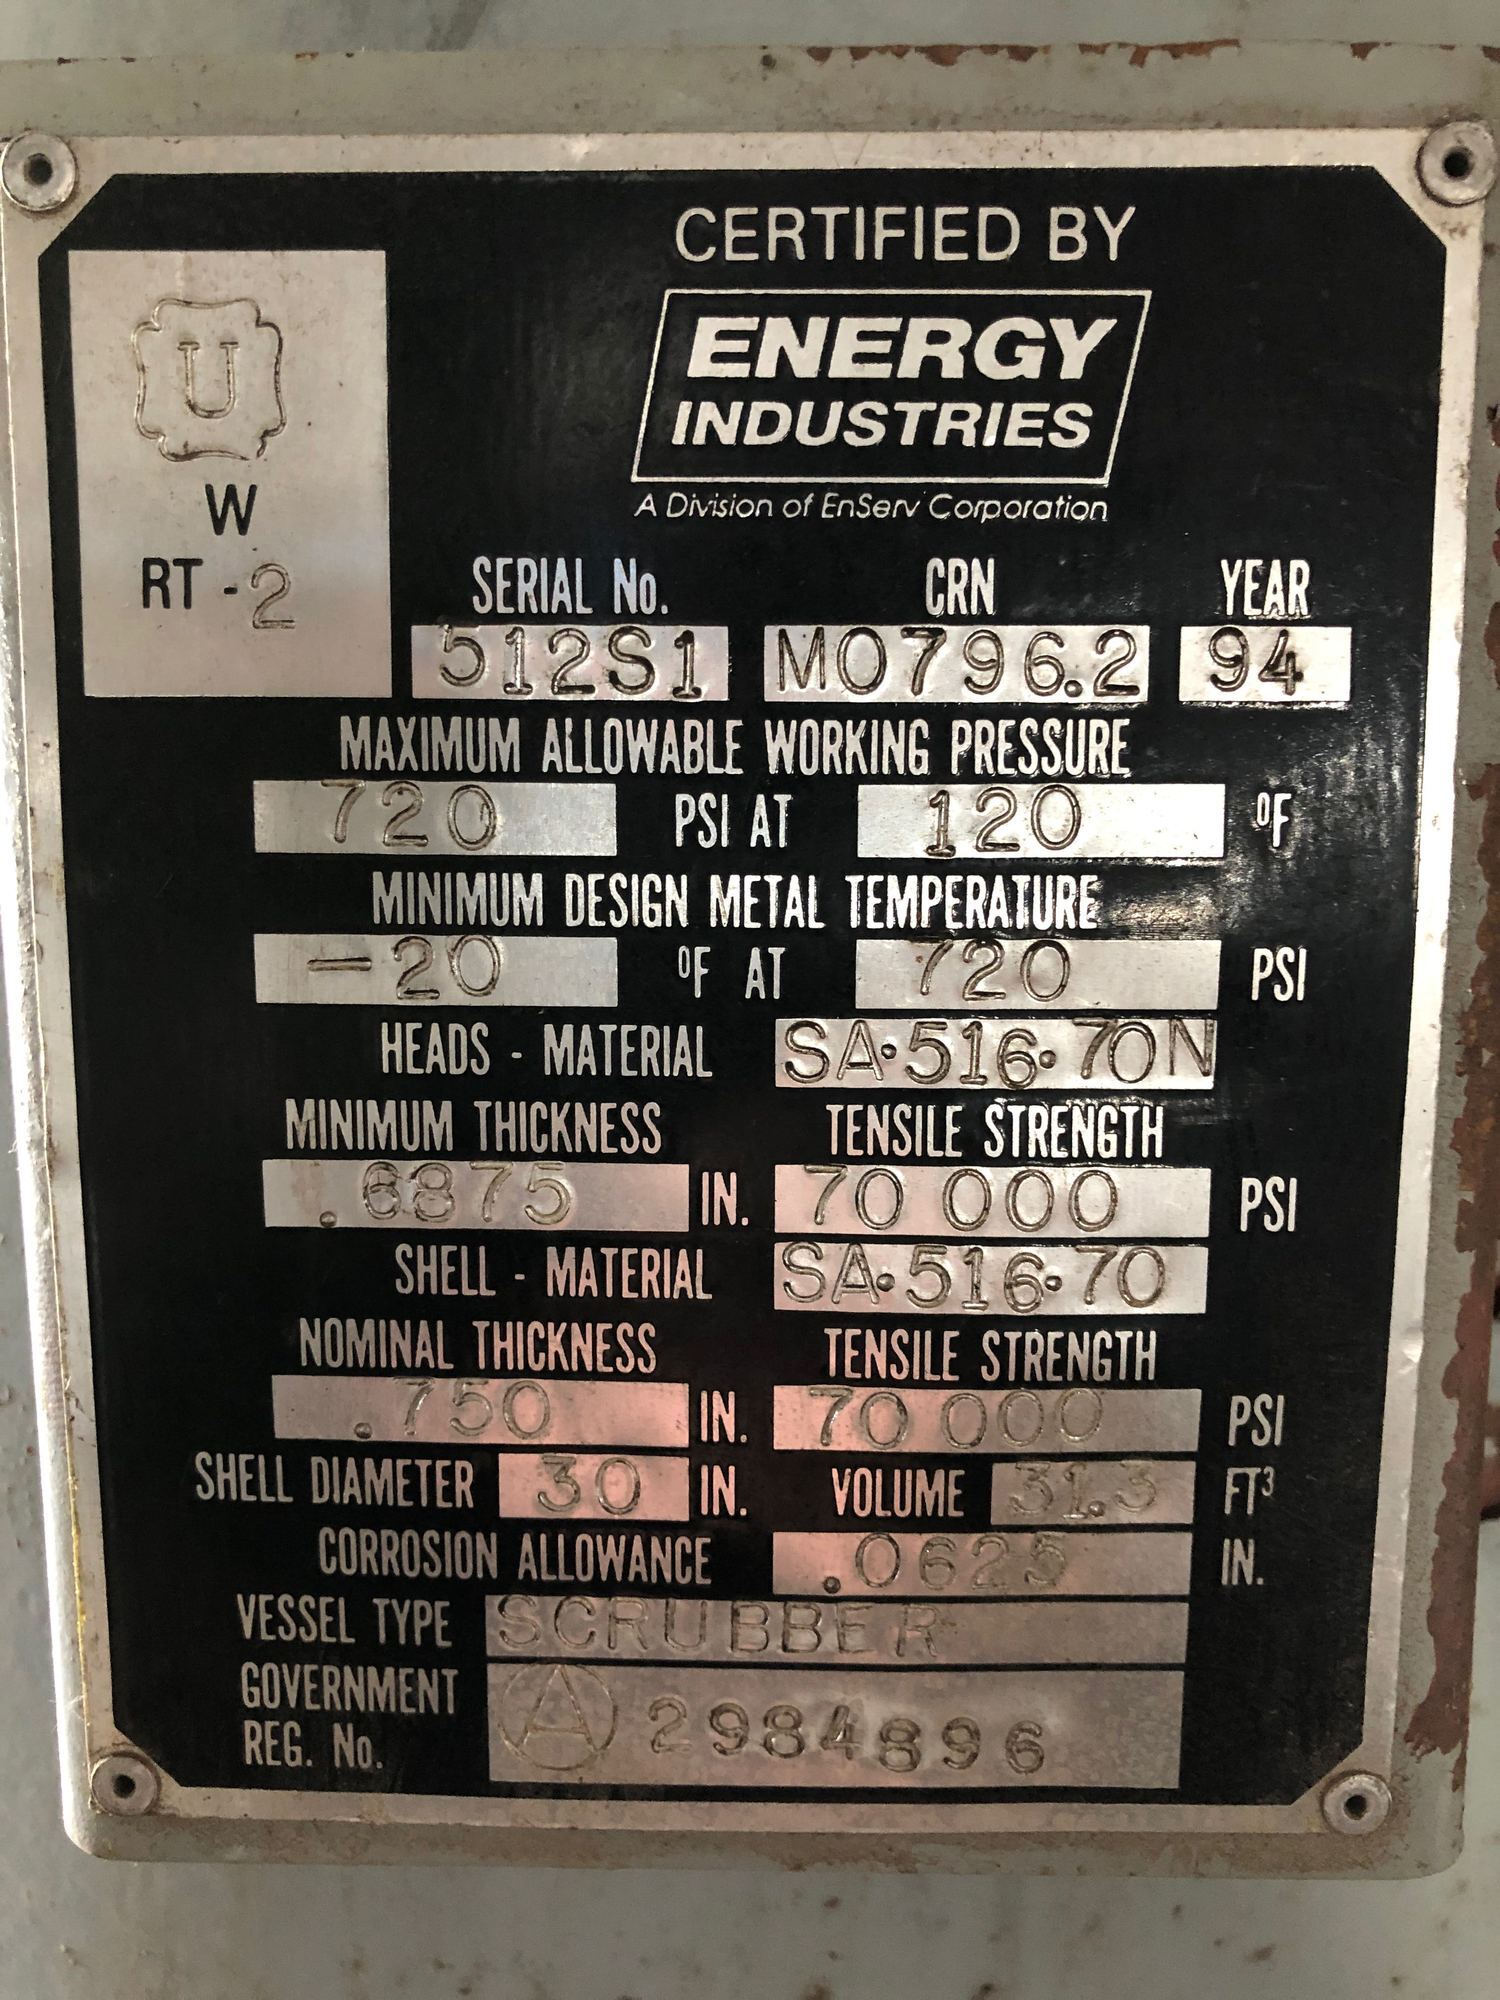 CERTIFIED BY
ENERGY
INDUSTRIES
A Division of EnServ Corporation
U
W
RT - 2
SERIAL No. CRN YEAR
512S1 M0796.2 94
MAXIMUM ALLOWABLE WORKING PRESSURE
720 PSI AT 120 ºF
MINIMUM DESIGN METAL TEMPERATURE
-20 ºF AT 720 PSI
HEADS - MATERIAL SA·516·70N
MINIMUM THICKNESS TENSILE STRENGTH
.6875 IN. 70 000 PSI
SHELL - MATERIAL SA·516·70
NOMINAL THICKNESS TENSILE STRENGTH
.750 IN. 70 000 PSI
SHELL DIAMETER 30 IN. VOLUME 31.3 FT³
CORROSION ALLOWANCE .0625 IN.
VESSEL TYPE SCRUBBER
GOVERNMENT
REG. No. A 2984896